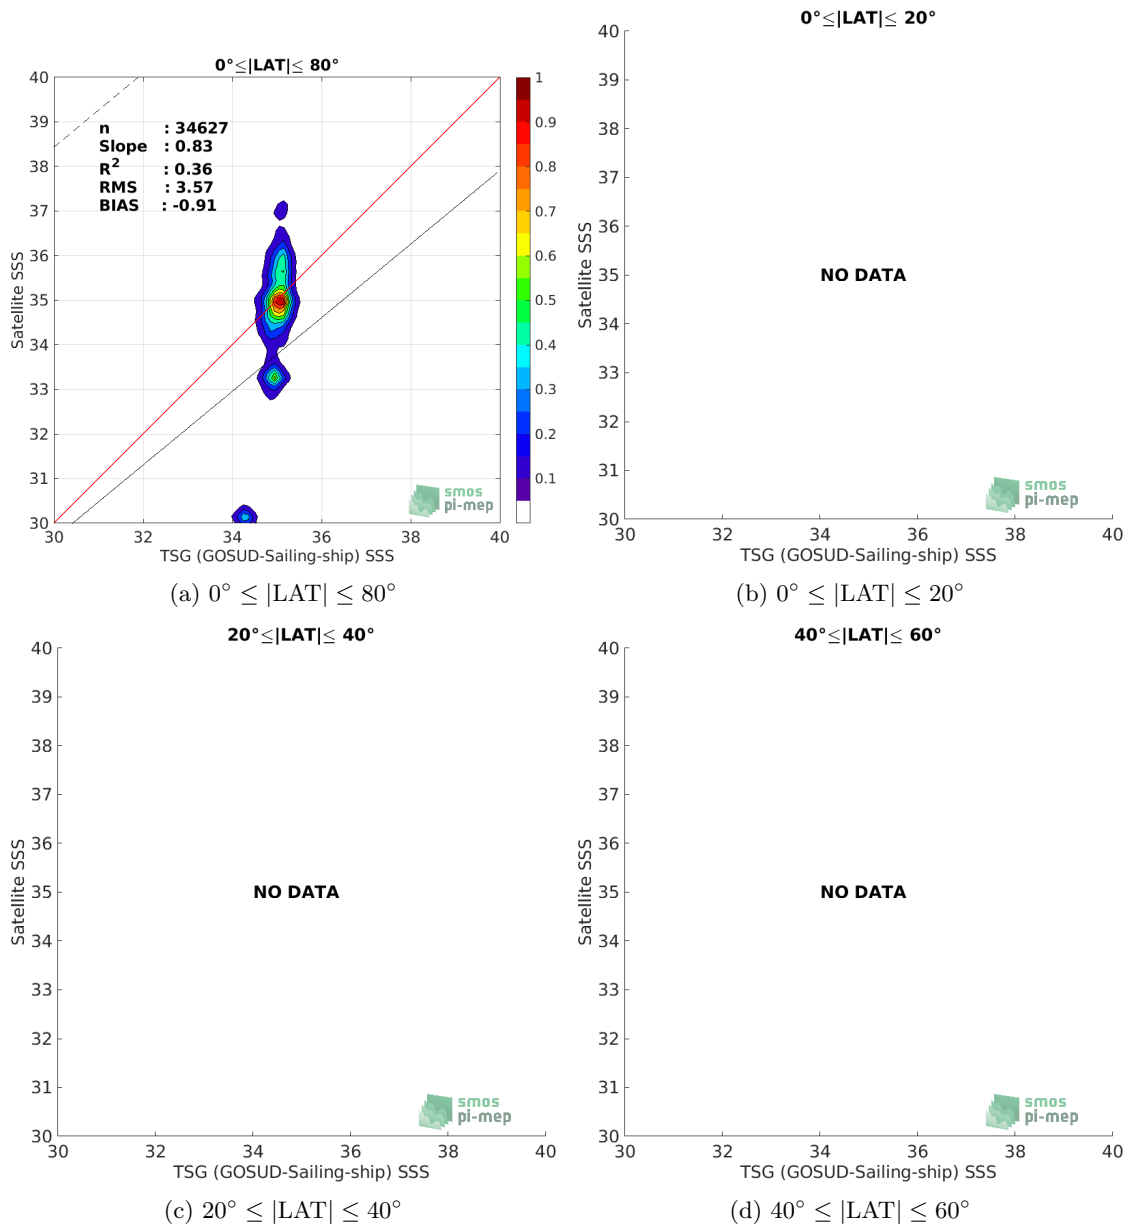 0°≤|LAT|≤ 80°
40
39
38
37
36
35
34
33
32
31
30
Satellite SSS
n : 34627
Slope : 0.83
R2 : 0.36
RMS : 3.57
BIAS : -0.91
1
0.9
0.8
0.7
0.6
0.5
0.4
0.3
0.2
0.1
smos
pi-mep
30 32 34 36 38 40
TSG (GOSUD-Sailing-ship) SSS
(a) 0° ≤ |LAT| ≤ 80°
0°≤|LAT|≤ 20°
40
39
38
37
36
35
34
33
32
31
30
Satellite SSS
NO DATA
smos
pi-mep
30 32 34 36 38 40
TSG (GOSUD-Sailing-ship) SSS
(b) 0° ≤ |LAT| ≤ 20°
20°≤|LAT|≤ 40°
40
39
38
37
36
35
34
33
32
31
30
Satellite SSS
NO DATA
smos
pi-mep
30 32 34 36 38 40
TSG (GOSUD-Sailing-ship) SSS
(c) 20° ≤ |LAT| ≤ 40°
40°≤|LAT|≤ 60°
40
39
38
37
36
35
34
33
32
31
30
Satellite SSS
NO DATA
smos
pi-mep
30 32 34 36 38 40
TSG (GOSUD-Sailing-ship) SSS
(d) 40° ≤ |LAT| ≤ 60°